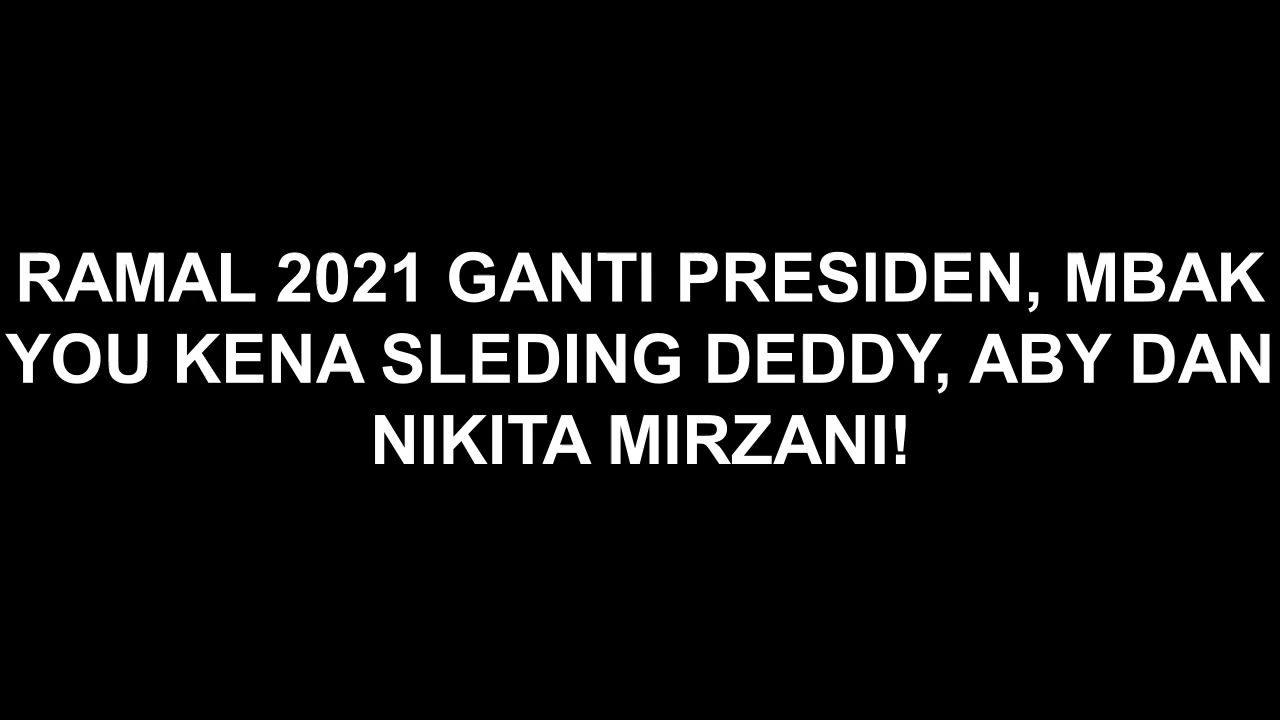 RAMAL 2021 GANTI PRESIDEN, MBAK
YOU KENA SLEDING DEDDY, ABY DAN
NIKITA MIRZANI!